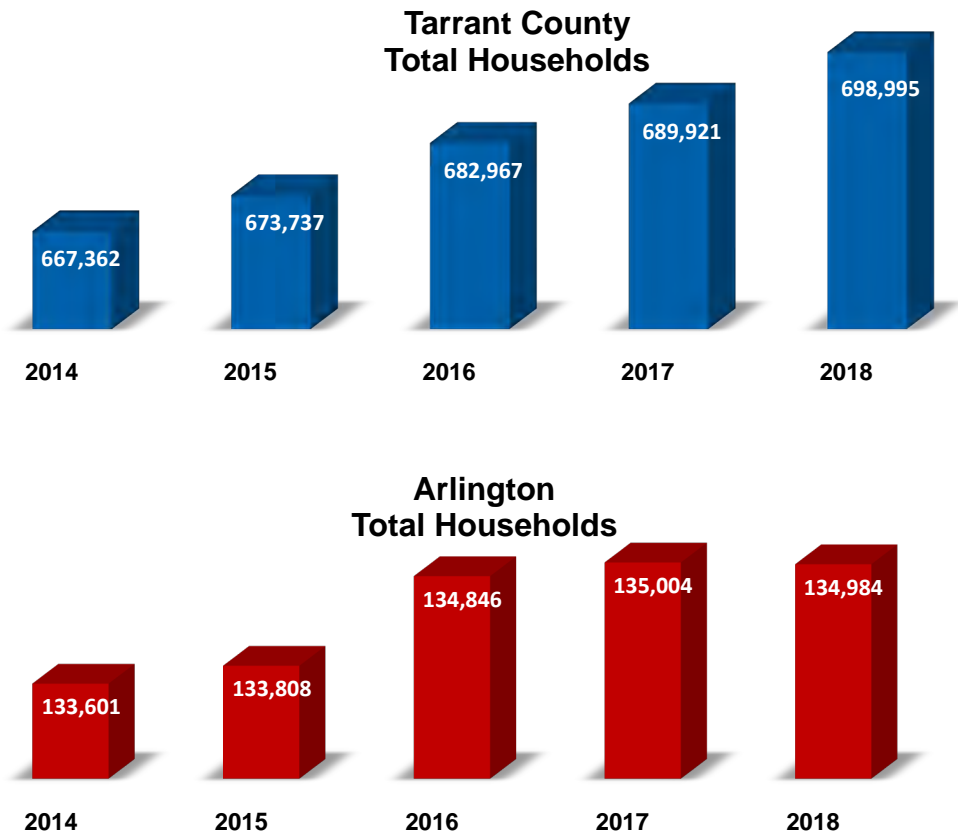 Tarrant County
Total Households
698,995
689,921
682,967
673,737
667,362
2014 2015 2016 2017 2018
Arlington
Total Households
134,846 135,004 134,984
133,601 133,808
2014 2015 2016 2017 2018